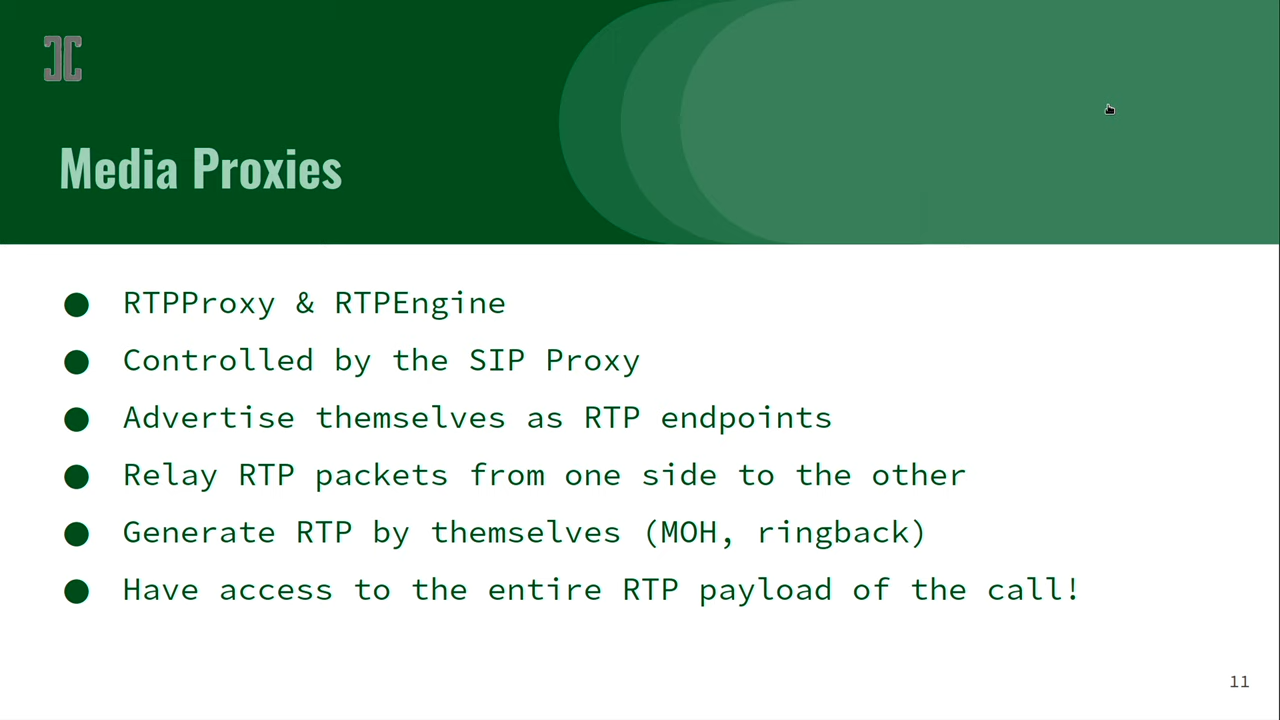 Media Proxies
● RTPProxy & RTPEngine
● Controlled by the SIP Proxy
● Advertise themselves as RTP endpoints
● Relay RTP packets from one side to the other
● Generate RTP by themselves (MOH, ringback)
● Have access to the entire RTP payload of the call!
11